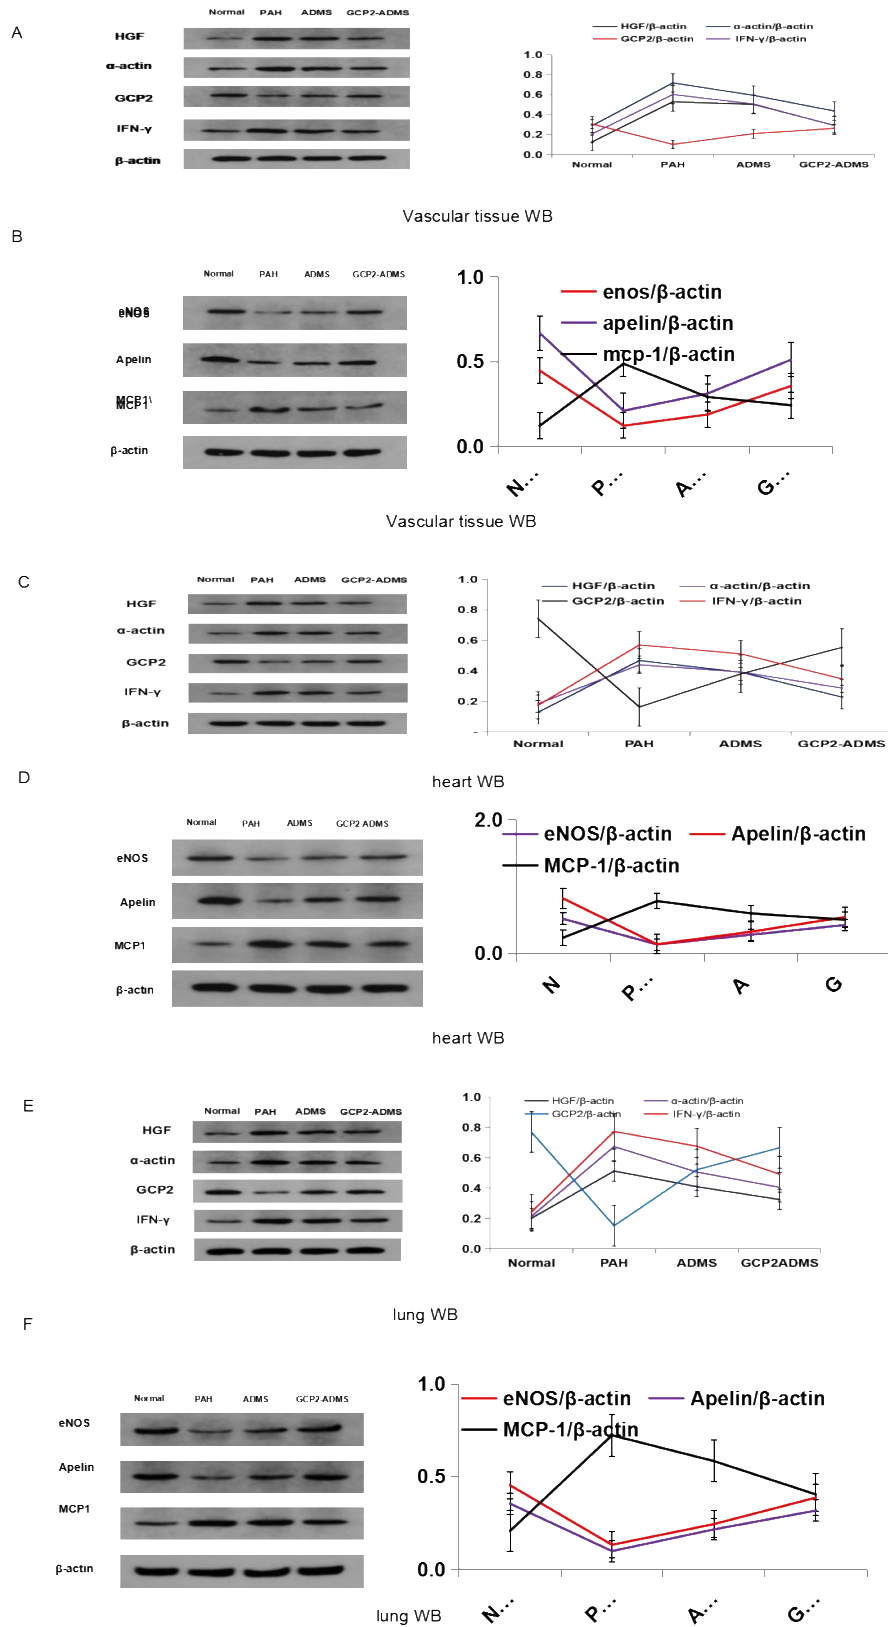 A
Normal PAH ADMS GCP2-ADMS
HGF
α-actin
GCP2
IFN-γ
β-actin
HGF/β-actin α-actin/β-actin
GCP2/β-actin IFN-γ/β-actin
1.0
0.8
0.6
0.4
0.2
0.0
Normal PAH ADMS GCP2-ADMS
Vascular tissue WB
B
Normal PAH ADMS GCP2-ADMS
eNOS
eNOS
Apelin
MCP1\
MCP1
β-actin
1.0
0.5
0.0
enos/β-actin
apelin/β-actin
mcp-1/β-actin
N... P... A... G...
Vascular tissue WB
C
Normal PAH ADMS GCP2-ADMS
HGF
α-actin
GCP2
IFN-γ
β-actin
HGF/β-actin α-actin/β-actin
GCP2/β-actin IFN-γ/β-actin
1.0
0.8
0.6
0.4
0.2
-
Normal PAH ADMS GCP2-ADMS
heart WB
D
Normal PAH ADMS GCP2-ADMS
eNOS
Apelin
MCP1
β-actin
2.0
0.0
eNOS/β-actin Apelin/β-actin
MCP-1/β-actin
N P... A G
heart WB
E
Normal PAH ADMS GCP2-ADMS
HGF
α-actin
GCP2
IFN-γ
β-actin
HGF/β-actin α-actin/β-actin
GCP2/β-actin IFN-γ/β-actin
1.0
0.8
0.6
0.4
0.2
0.0
Normal PAH ADMS GCP2ADMS
lung WB
F
Normal PAH ADMS GCP2-ADMS
eNOS
Apelin
MCP1
β-actin
1.0
0.5
0.0
eNOS/β-actin Apelin/β-actin
MCP-1/β-actin
N... P... A... G...
lung WB